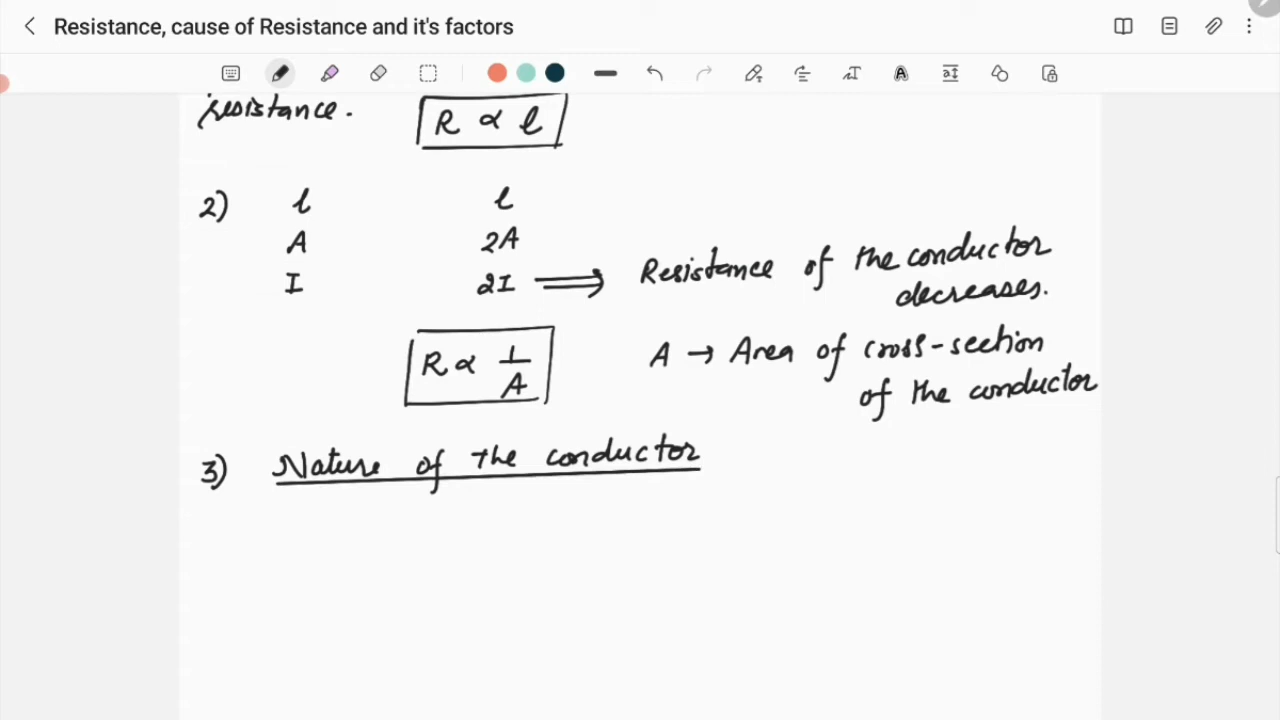 Resistance, cause of Resistance and it's factors
resistance. R ∝ l
2) l l
A 2A
I 2I ⟹ Resistance of the conductor
decreases.
R ∝ 1/A A → Area of cross-section
of the conductor
3) Nature of the conductor